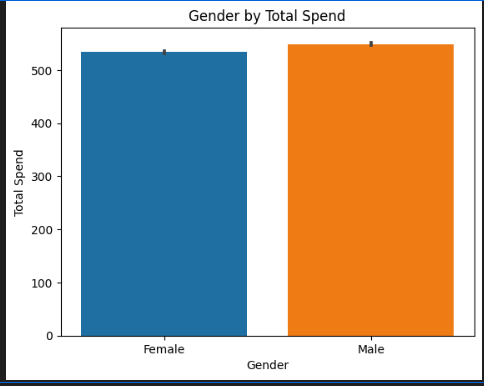 Gender by Total Spend
500
400
300
200
100
0
Total Spend
Female Male
Gender